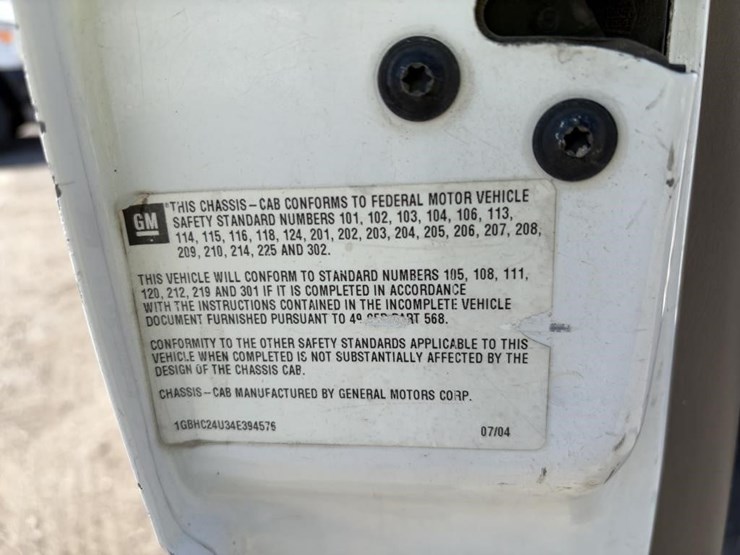 GM
"THIS CHASSIS-CAB CONFORMS TO FEDERAL MOTOR VEHICLE
SAFETY STANDARD NUMBERS 101, 102, 103, 104, 106, 113,
114, 115, 116, 118, 124, 201, 202, 203, 204, 205, 206, 207, 208,
209, 210, 214, 225 AND 302.
THIS VEHICLE WILL CONFORM TO STANDARD NUMBERS 105, 108, 111,
120, 212, 219 AND 301 IF IT IS COMPLETED IN ACCORDANCE
WITH THE INSTRUCTIONS CONTAINED IN THE INCOMPLETE VEHICLE
DOCUMENT FURNISHED PURSUANT TO 568.
CONFORMITY TO THE OTHER SAFETY STANDARDS APPLICABLE TO THIS
VEHICLE WHEN COMPLETED IS NOT SUBSTANTIALLY AFFECTED BY THE
DESIGN OF THE CHASSIS CAB.
CHASSIS-CAB MANUFACTURED BY GENERAL MOTORS CORP.
1GBHC24U34E394576 07/04